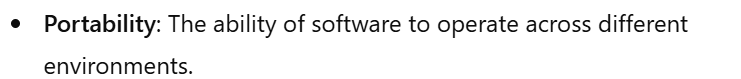 • Portability: The ability of software to operate across different
environments.